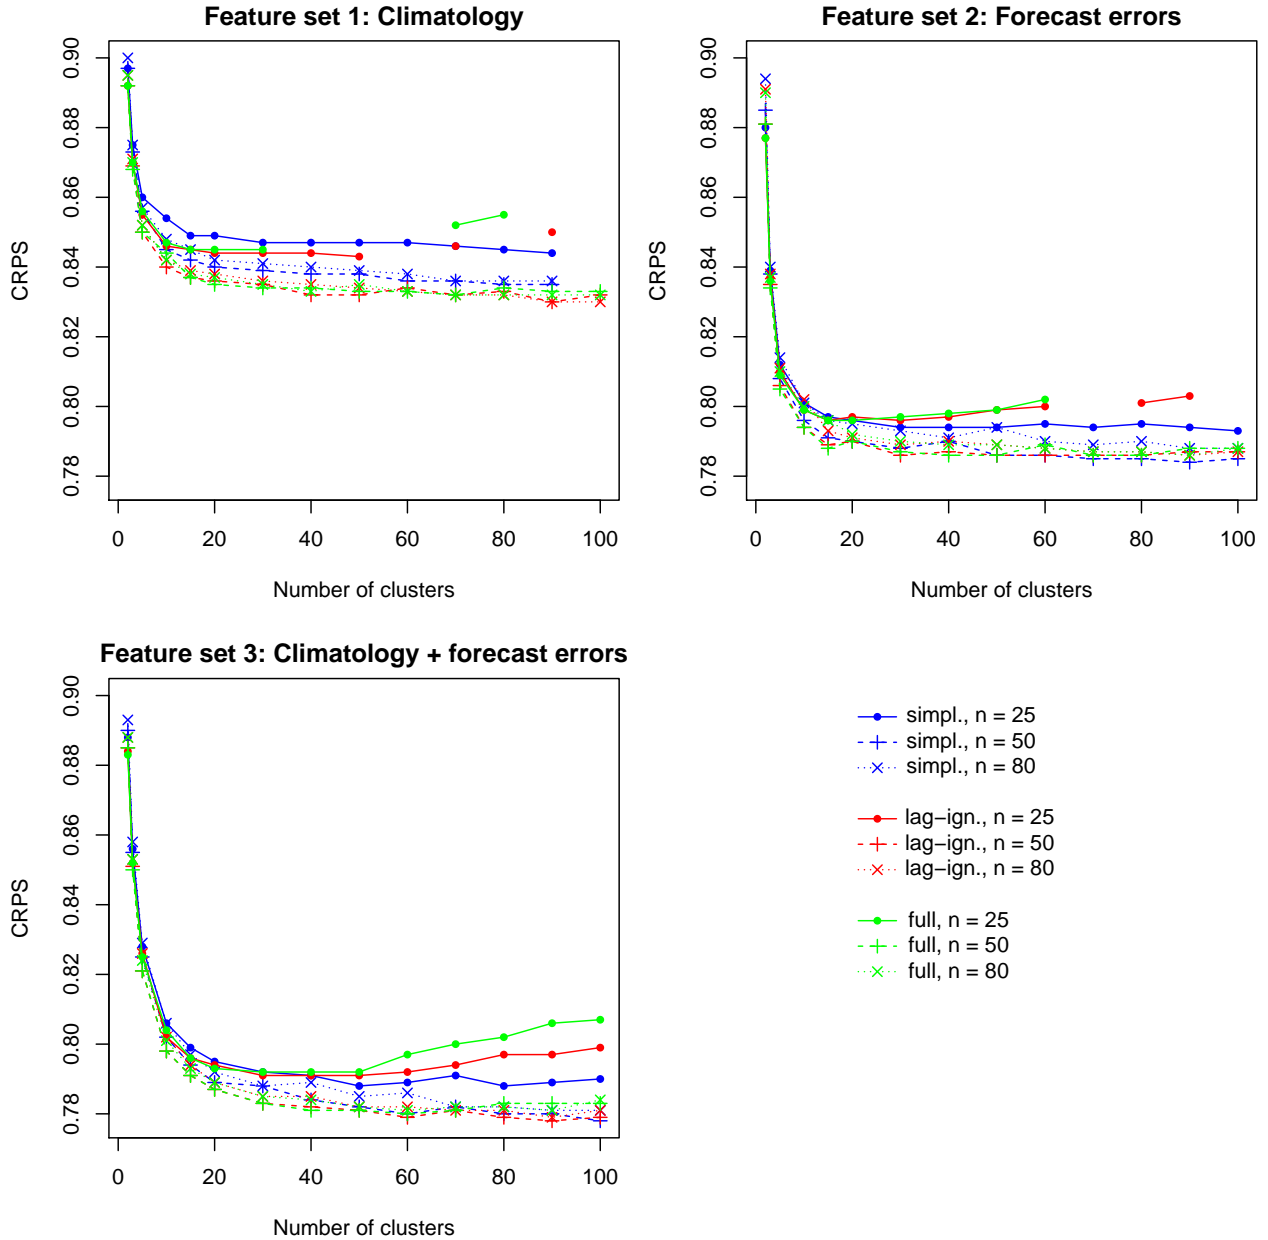 Feature set 1: Climatology
CRPS
0.78 0.80 0.82 0.84 0.86 0.88 0.90
0 20 40 60 80 100
Number of clusters
Feature set 2: Forecast errors
CRPS
0.78 0.80 0.82 0.84 0.86 0.88 0.90
0 20 40 60 80 100
Number of clusters
Feature set 3: Climatology + forecast errors
CRPS
0.78 0.80 0.82 0.84 0.86 0.88 0.90
0 20 40 60 80 100
Number of clusters
simpl., n = 25
simpl., n = 50
simpl., n = 80
lag−ign., n = 25
lag−ign., n = 50
lag−ign., n = 80
full, n = 25
full, n = 50
full, n = 80